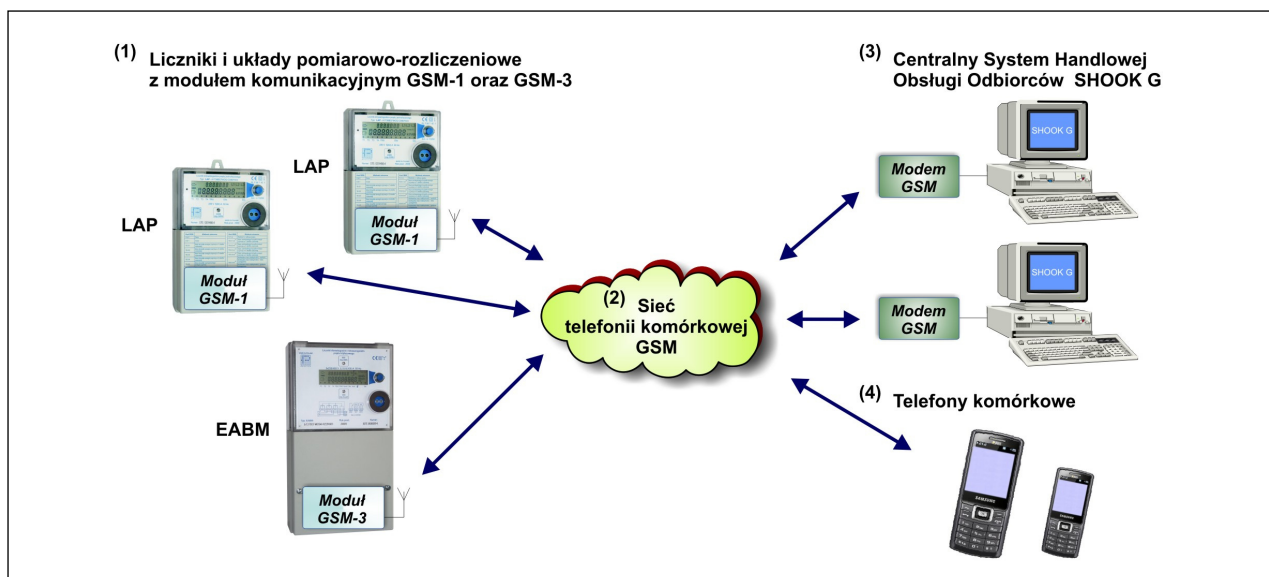 (1) Liczniki i układy pomiarowo-rozliczeniowe
z modułem komunikacyjnym GSM-1 oraz GSM-3
LAP
Moduł
GSM-1
LAP
Moduł
GSM-1
EABM
Moduł
GSM-3
(2) Sieć
telefonii komórkowej
GSM
(3) Centralny System Handlowej
Obsługi Odbiorców SHOOK G
SHOOK G
Modem
GSM
SHOOK G
Modem
GSM
(4) Telefony komórkowe
SAMSUNG
SAMSUNG